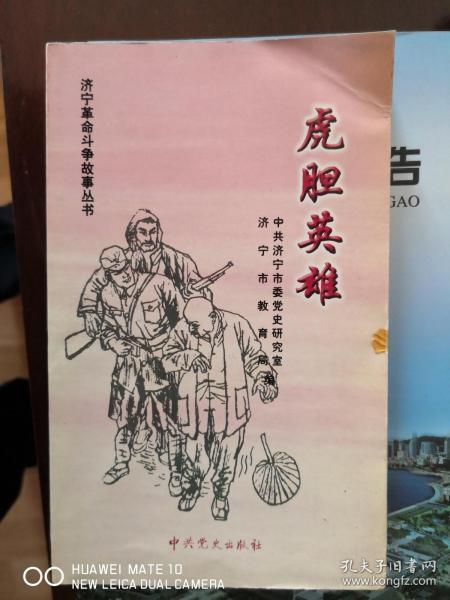 济宁革命斗争故事丛书
虎胆英雄
中共济宁市委党史研究室
济宁市教育局
编
中共党史出版社
告
GAO
HUAWEI MATE 10
NEW LEICA DUAL CAMERA
孔夫子旧书网
www.kongfz.com